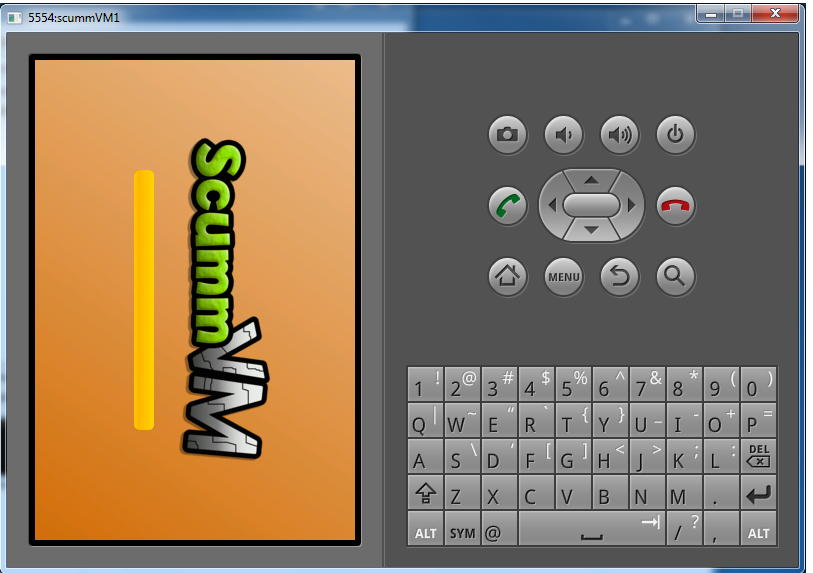 5554:scummVM1
ScummVM
MENU
1 ! 2 @ 3 # 4 $ 5 % 6 ^ 7 & 8 * 9 ( 0 )
Q | W ~ E “ R ` T { Y } U _ I - O + P =
A S \ D ‘ F [ G ] H < J > K ; L : DEL
Z X C V B N M .
ALT SYM @ / ? , ALT